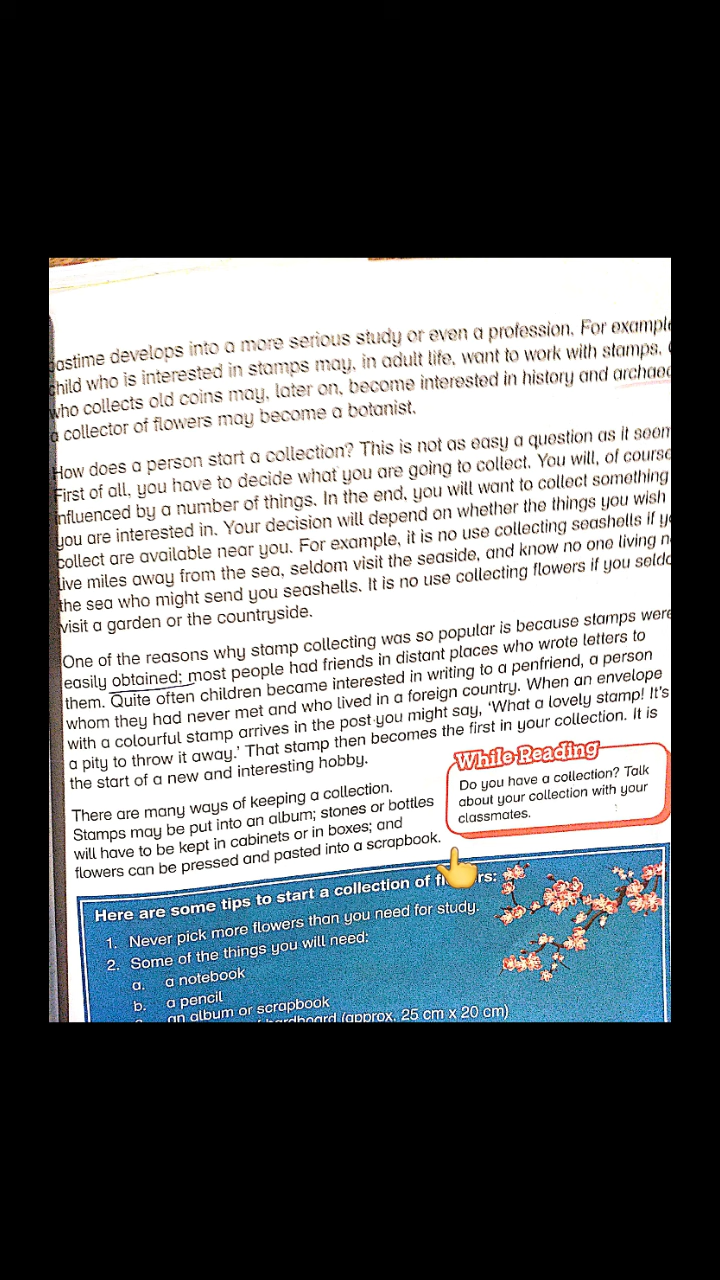 pastime develops into a more serious study or even a profession. For example
child who is interested in stamps may, in adult life, want to work with stamps,
who collects old coins may, later on, become interested in history and
a collector of flowers may become a botanist.
How does a person start a collection? This is not as easy a question as it
First of all, you have to decide what you are going to collect. You will, of course
influenced by a number of things. In the end, you will want to collect something
you are interested in. Your decision will depend on whether the things you wish
collect are available near you. For example, it is no use collecting seashells if
live miles away from the sea, seldom visit the seaside, and know no one living
the sea who might send you seashells. It is no use collecting flowers if you
visit a garden or the countryside.
One of the reasons why stamp collecting was so popular is because stamps were
easily obtained; most people had friends in distant places who wrote letters to
them. Quite often children became interested in writing to a penfriend, a person
whom they had never met and who lived in a foreign country. When an envelope
with a colourful stamp arrives in the post you might say, 'What a lovely stamp! It's
a pity to throw it away.' That stamp then becomes the first in your collection. It is
the start of a new and interesting hobby.
There are many ways of keeping a collection.
Stamps may be put into an album; stones or bottles
will have to be kept in cabinets or in boxes; and
flowers can be pressed and pasted into a scrapbook.
While Reading
Do you have a collection? Talk
about your collection with your
classmates.
Here are some tips to start a collection of
1. Never pick more flowers than you need for study.
2. Some of the things you will need:
a. a notebook
b. a pencil
an album or scrapbook
(approx. 25 cm x 20 cm)